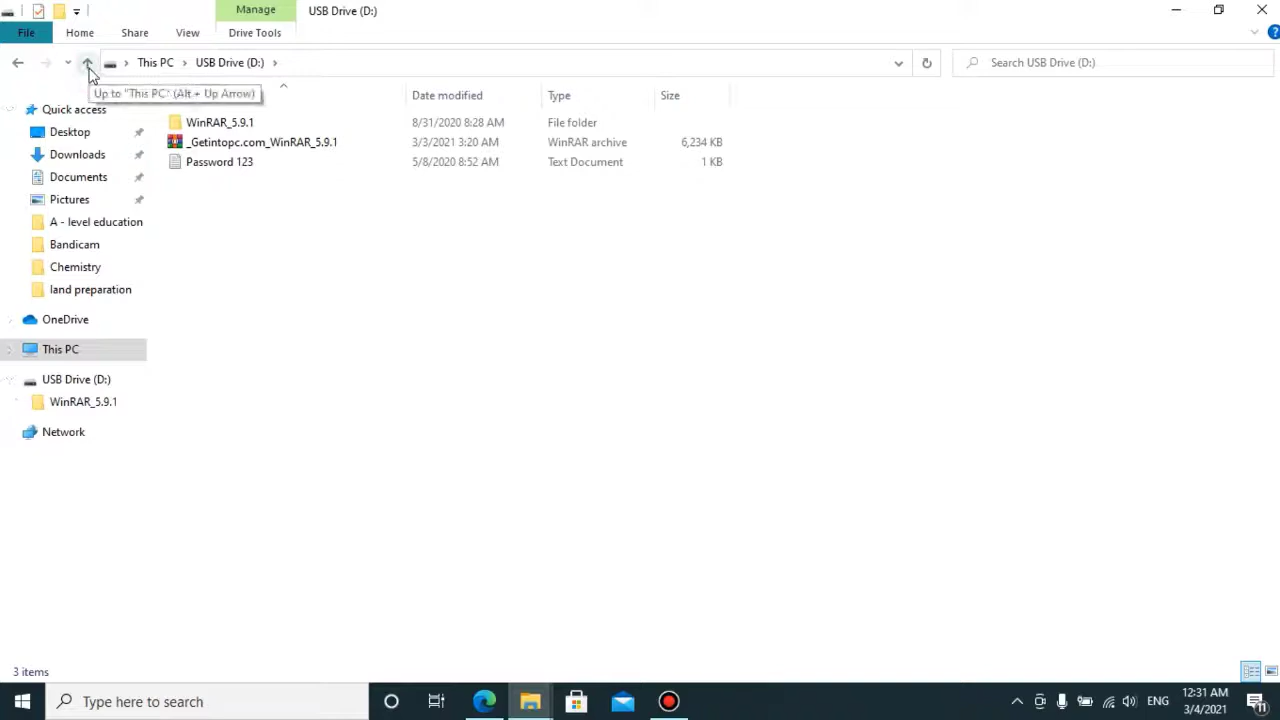 Manage
USB Drive (D:)
File Home Share View Drive Tools
This PC USB Drive (D:)
Search USB Drive (D:)
Up to "This PC" (Alt + Up Arrow)
Date modified Type Size
Quick access
Desktop
Downloads
Documents
Pictures
A - level education
Bandicam
Chemistry
land preparation
OneDrive
This PC
USB Drive (D:)
WinRAR_5.9.1
Network
WinRAR_5.9.1 8/31/2020 8:28 AM File folder
_Getintopc.com_WinRAR_5.9.1 3/3/2021 3:20 AM WinRAR archive 6,234 KB
Password 123 5/8/2020 8:52 AM Text Document 1 KB
3 items
Type here to search
ENG
12:31 AM
3/4/2021
11